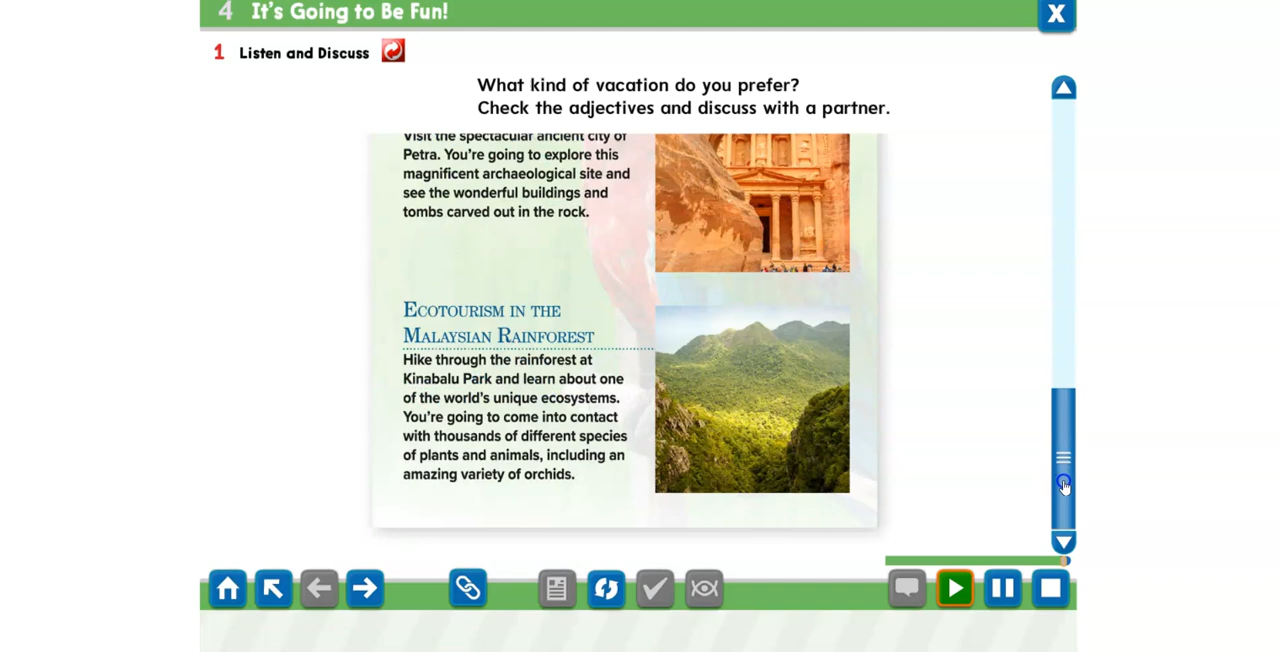 4 It's Going to Be Fun!
X
1 Listen and Discuss
What kind of vacation do you prefer?
Check the adjectives and discuss with a partner.
Visit the spectacular ancient city of
Petra. You're going to explore this
magnificent archaeological site and
see the wonderful buildings and
tombs carved out in the rock.
ECOTOURISM IN THE
MALAYSIAN RAINFOREST
Hike through the rainforest at
Kinabalu Park and learn about one
of the world's unique ecosystems.
You're going to come into contact
with thousands of different species
of plants and animals, including an
amazing variety of orchids.